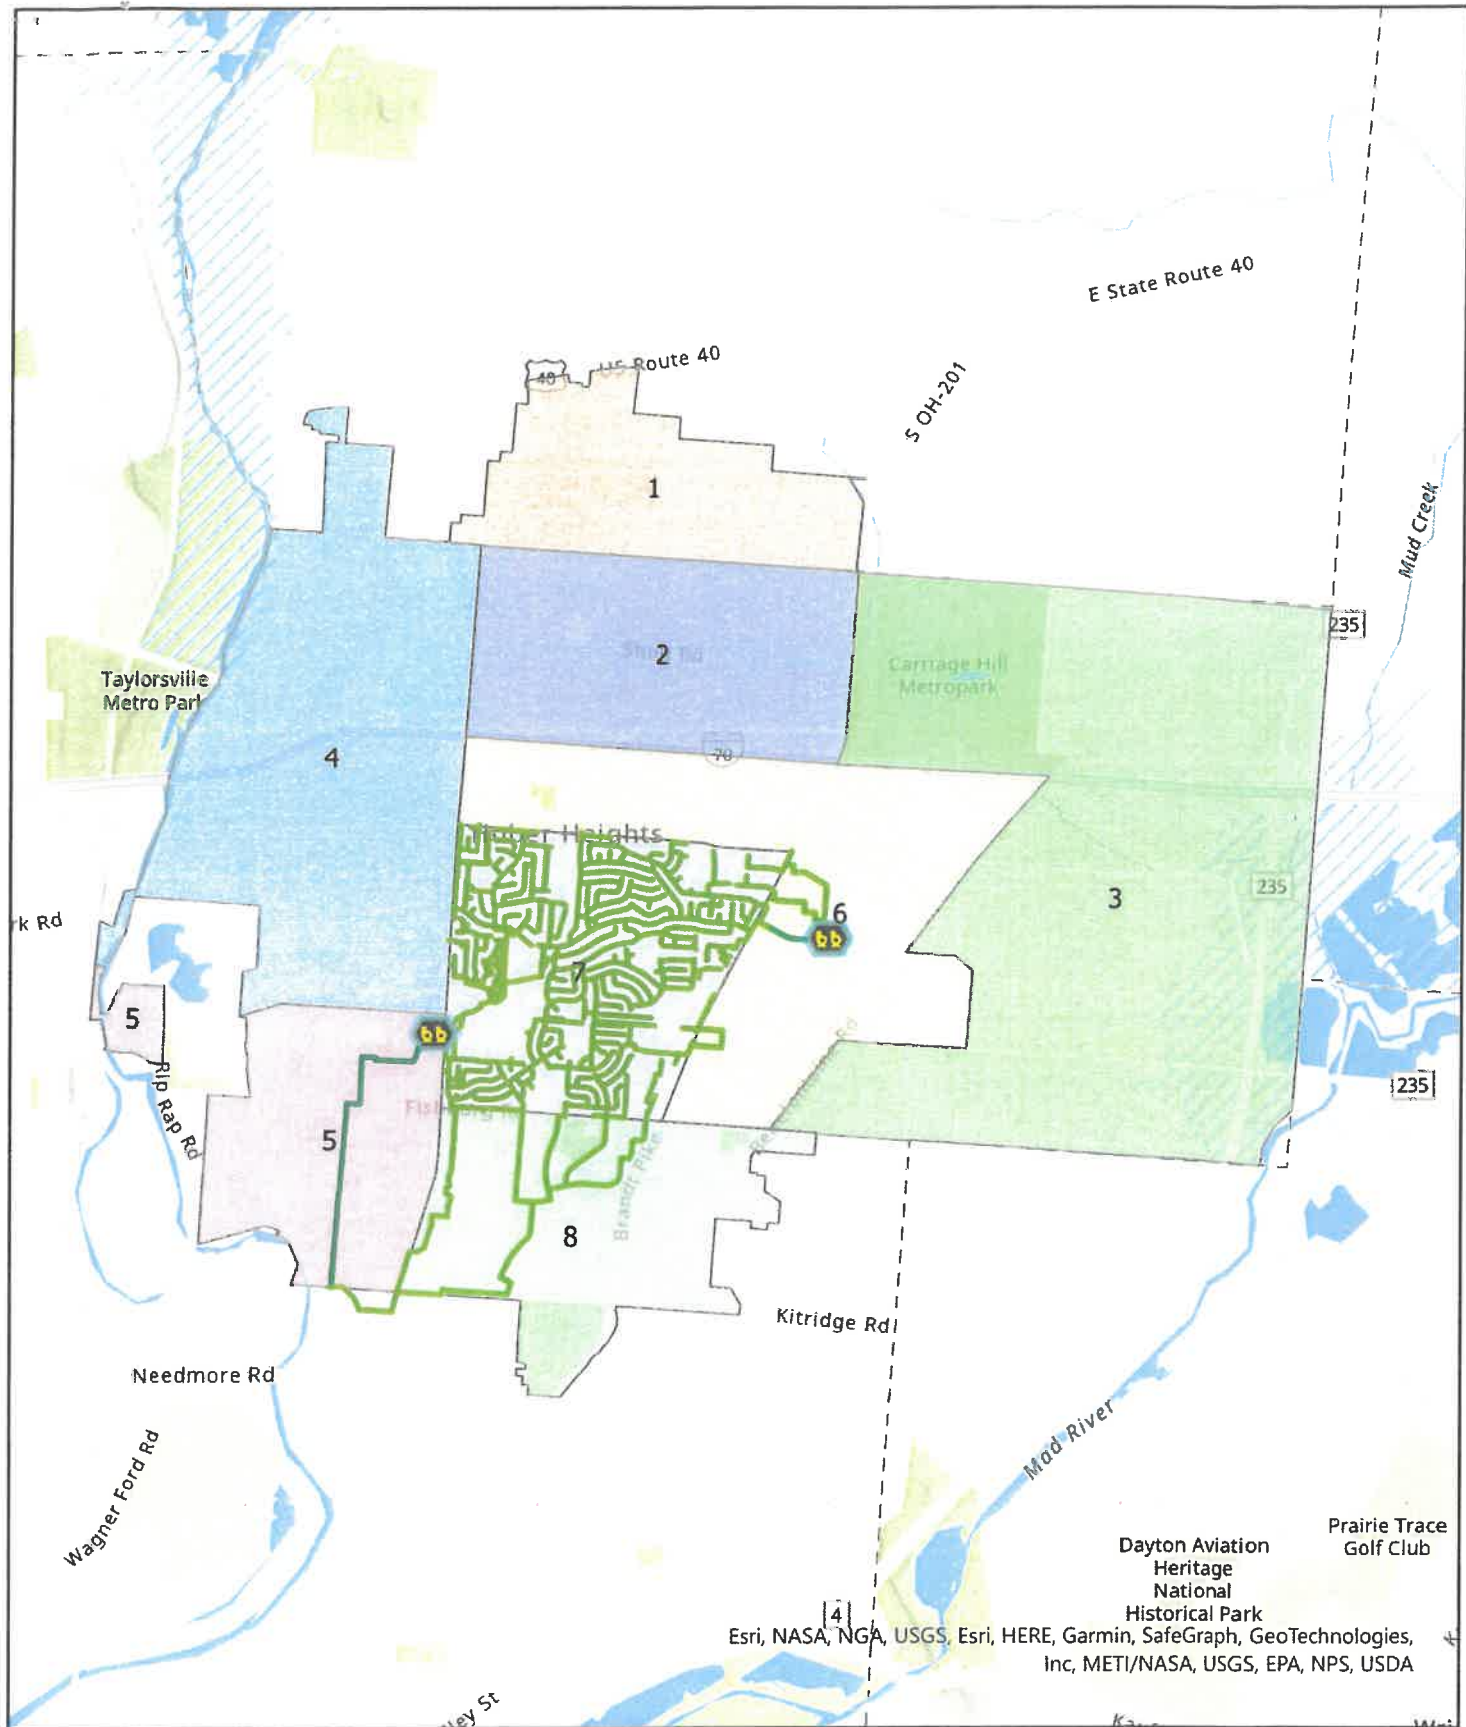 E State Route 40
US Route 40
40
S OH-201
1
Mud Creek
235
2
Carriage Hill
Metropark
Taylorsville
Metro Par
70
4
Huber Heights
3
235
6
rk Rd
7
5
Rip Rap Rd
235
Fishburg
5
Brandt Pike
8
Kitridge Rd
Needmore Rd
Mad River
Wagner Ford Rd
Prairie Trace
Golf Club
Dayton Aviation
Heritage
National
Historical Park
4
Esri, NASA, NGA, USGS, Esri, HERE, Garmin, SafeGraph, GeoTechnologies,
Inc, METI/NASA, USGS, EPA, NPS, USDA
ley St